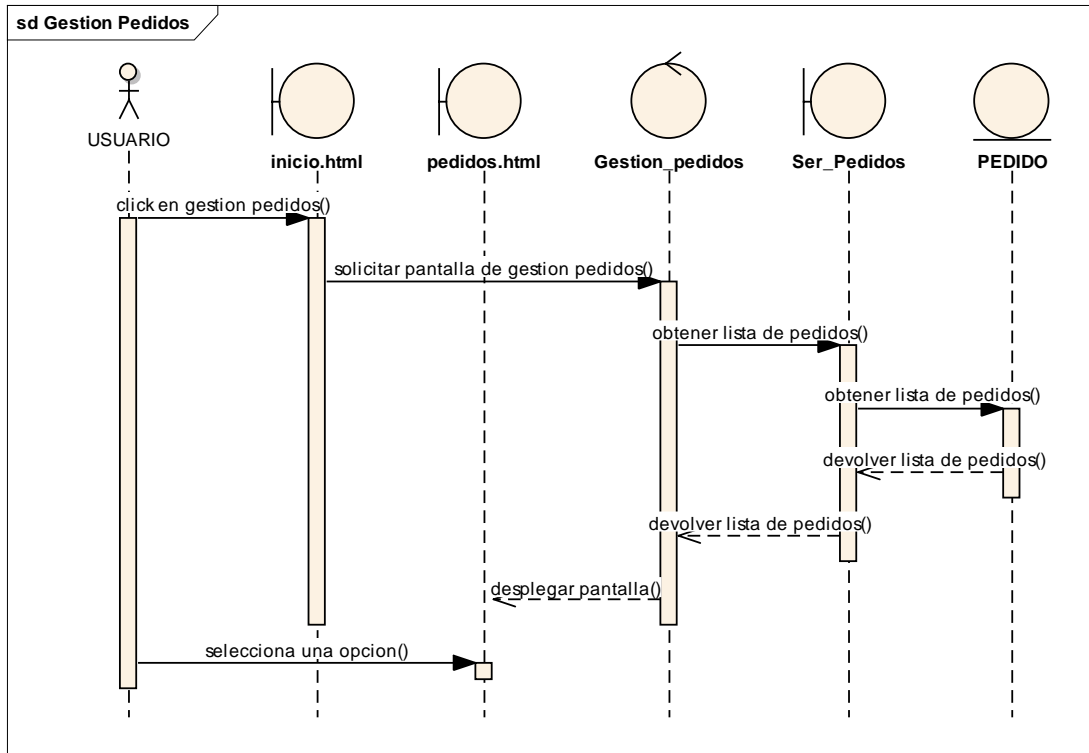 sd Gestion Pedidos
USUARIO
inicio.html
pedidos.html
Gestion_pedidos
Ser_Pedidos
PEDIDO
click en gestion pedidos()
solicitar pantalla de gestion pedidos()
obtener lista de pedidos()
obtener lista de pedidos()
devolver lista de pedidos()
devolver lista de pedidos()
desplegar pantalla()
selecciona una opcion()